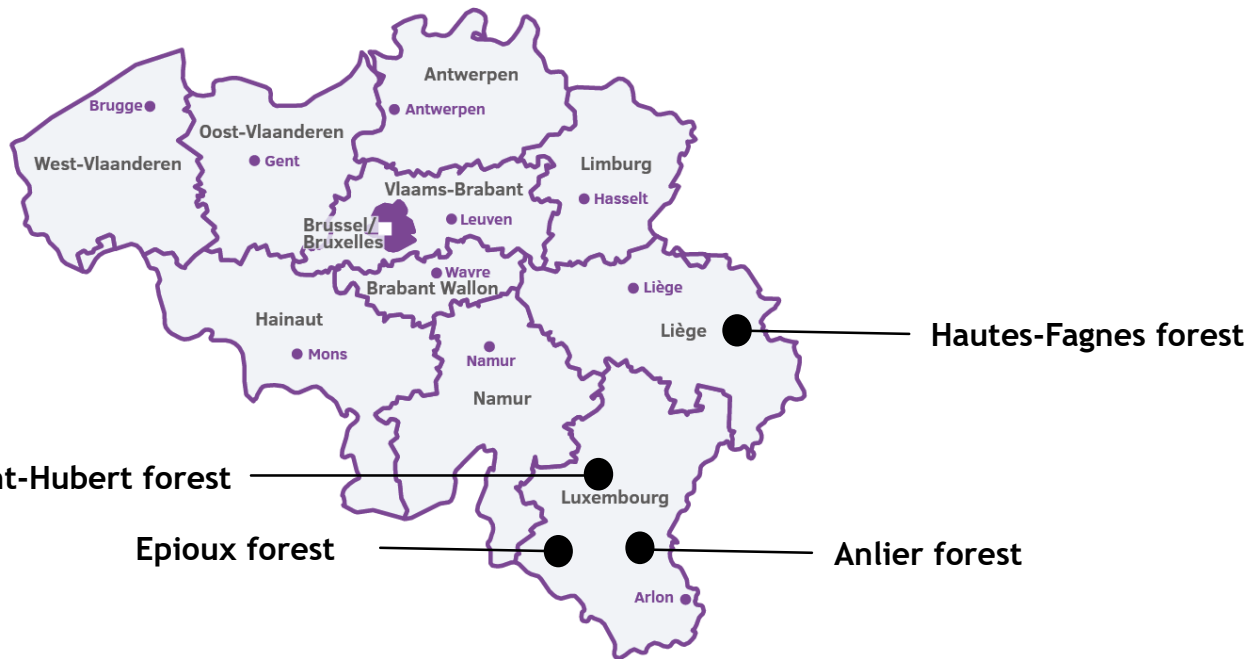 Antwerpen
Brugge
Antwerpen
Oost-Vlaanderen
West-Vlaanderen
Gent
Limburg
Vlaams-Brabant
Hasselt
Brussel/
Bruxelles
Leuven
Wavre
Brabant Wallon
Liège
Hainaut
Liège
Hautes-Fagnes forest
Mons
Namur
Namur
t-Hubert forest
Luxembourg
Epioux forest
Anlier forest
Arlon